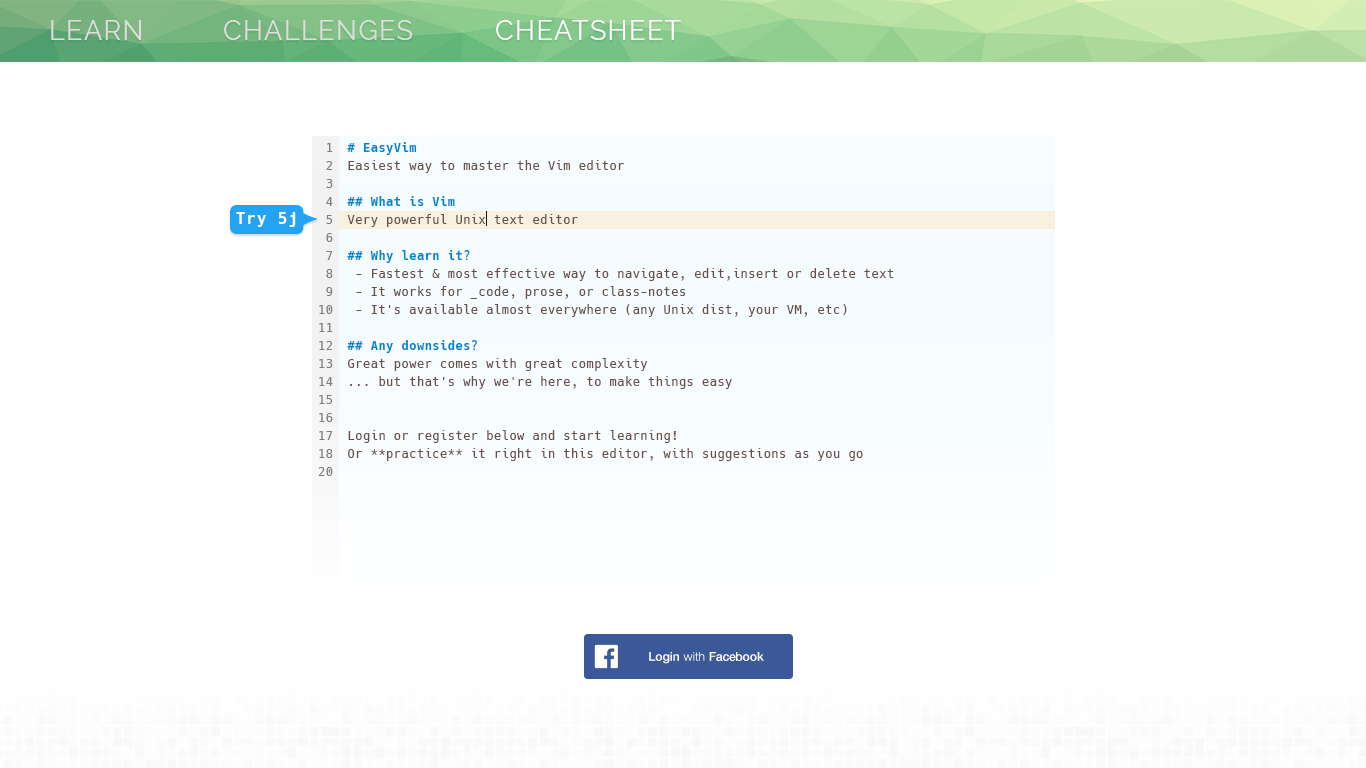 LEARN CHALLENGES CHEATSHEET
1 # EasyVim
2 Easiest way to master the Vim editor
3
4 ## What is Vim
Try 5j
5 Very powerful Unix text editor
6
7 ## Why learn it?
8 - Fastest & most effective way to navigate, edit,insert or delete text
9 - It works for _code, prose, or class-notes
10 - It's available almost everywhere (any Unix dist, your VM, etc)
11
12 ## Any downsides?
13 Great power comes with great complexity
14 ... but that's why we're here, to make things easy
15
16
17 Login or register below and start learning!
18 Or **practice** it right in this editor, with suggestions as you go
20
Login with Facebook